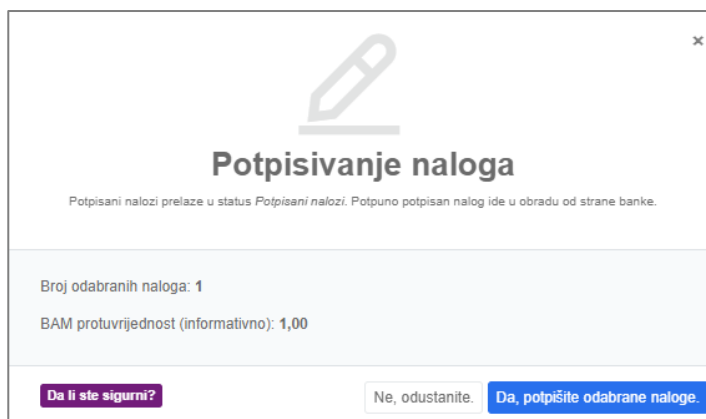 ×
Potpisivanje naloga
Potpisani nalozi prelaze u status Potpisani nalozi. Potpuno potpisan nalog ide u obradu od strane banke.
Broj odabranih naloga: 1
BAM protuvrijednost (informativno): 1,00
Da li ste sigurni?
Ne, odustanite.
Da, potpišite odabrane naloge.